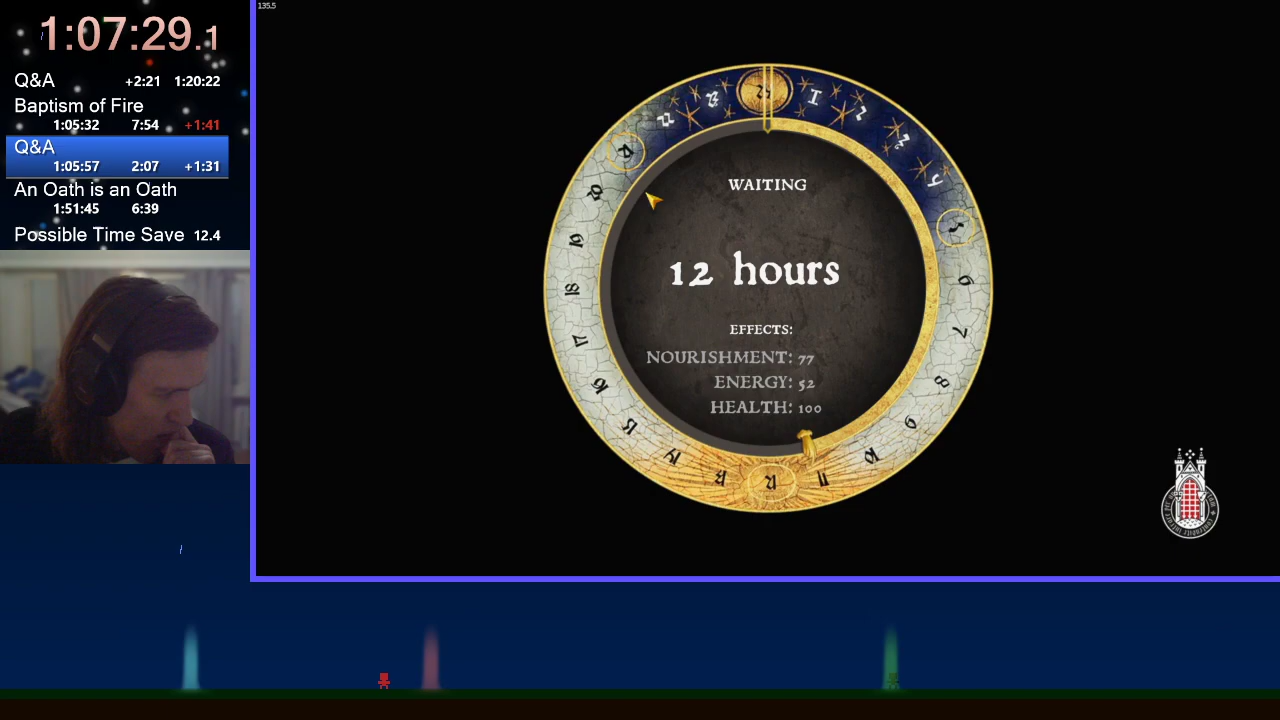 1:07:29.1
135.5
Q&A +2:21 1:20:22
Baptism of Fire
1:05:32 7:54 +1:41
Q&A
1:05:57 2:07 +1:31
An Oath is an Oath
1:51:45 6:39
Possible Time Save 12.4
WAITING
12 hours
EFFECTS:
NOURISHMENT: 77
ENERGY: 52
HEALTH: 100